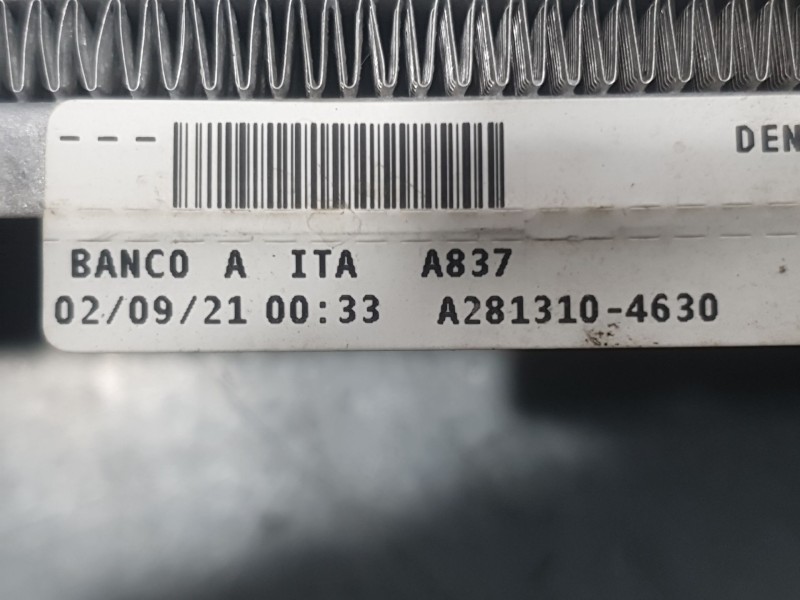 --- DEN
BANCO A ITA A837
02/09/21 00:33 A281310-4630